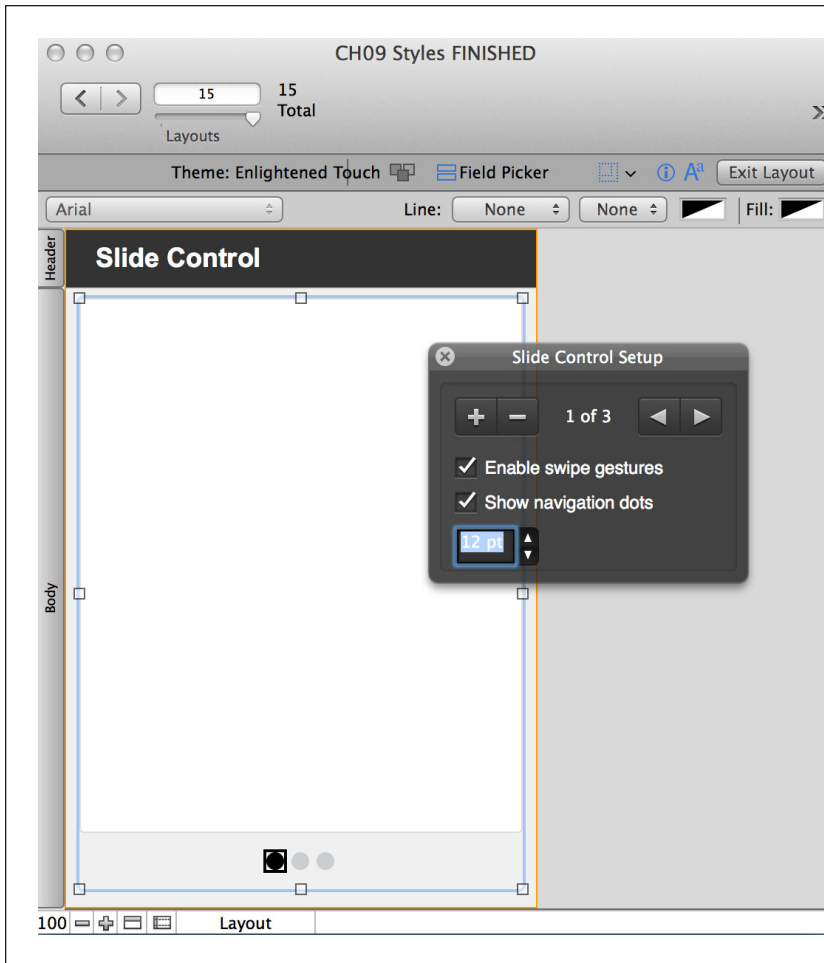 CH09 Styles FINISHED
15
15
Total
Layouts
Theme: Enlightened Touch
Field Picker
Aa
Exit Layout
Arial
Line:
None
None
Fill:
Header
Slide Control
Slide Control Setup
1 of 3
Enable swipe gestures
Show navigation dots
12 pt
Body
100
Layout